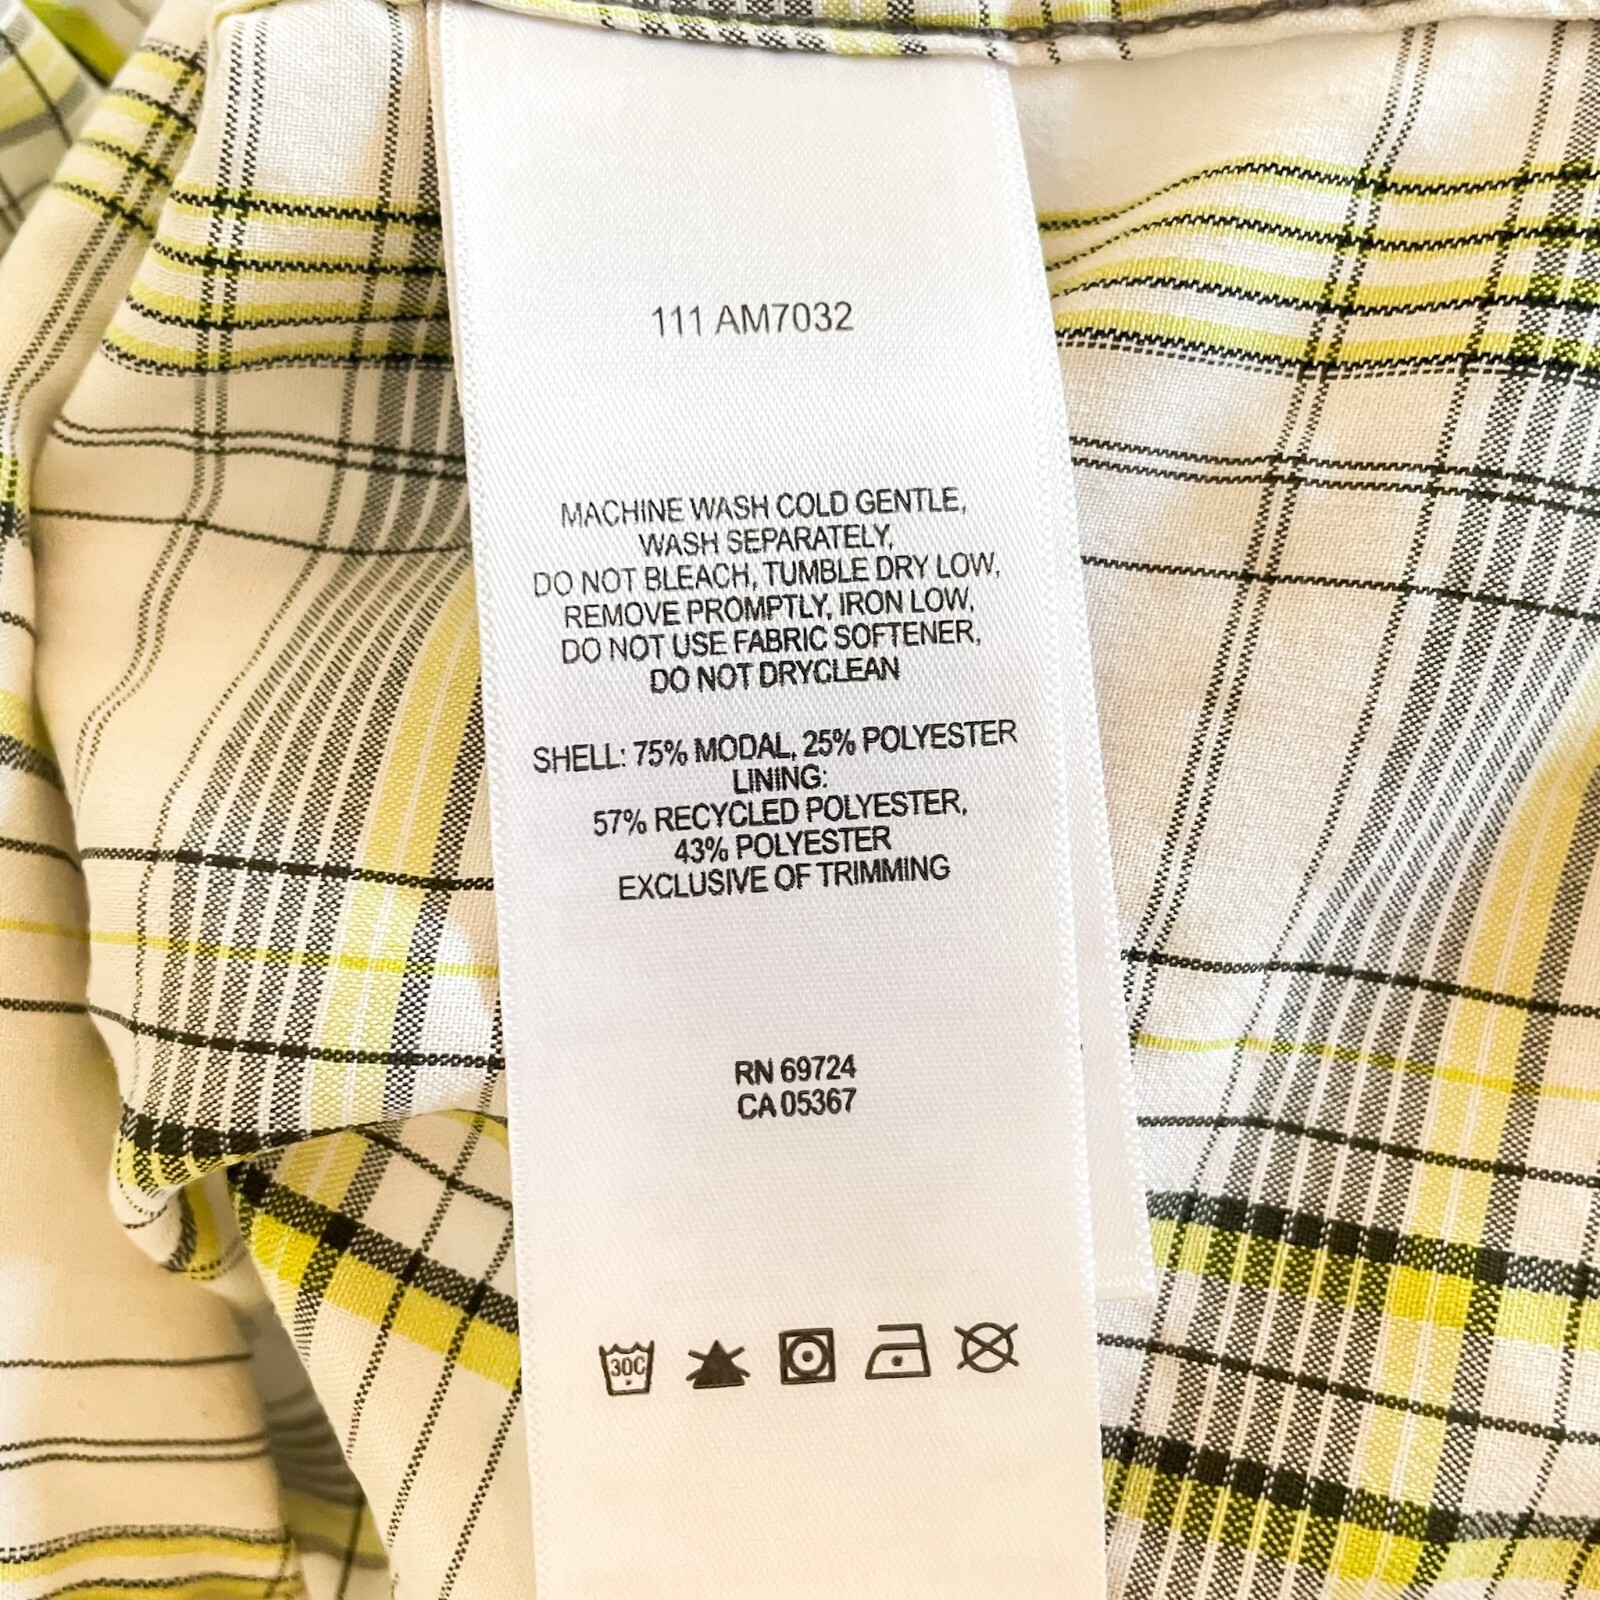 111 AM7032
MACHINE WASH COLD GENTLE,
WASH SEPARATELY,
DO NOT BLEACH, TUMBLE DRY LOW,
REMOVE PROMPTLY, IRON LOW,
DO NOT USE FABRIC SOFTENER,
DO NOT DRYCLEAN
SHELL: 75% MODAL, 25% POLYESTER
LINING:
57% RECYCLED POLYESTER,
43% POLYESTER
EXCLUSIVE OF TRIMMING
RN 69724
CA 05367
30C